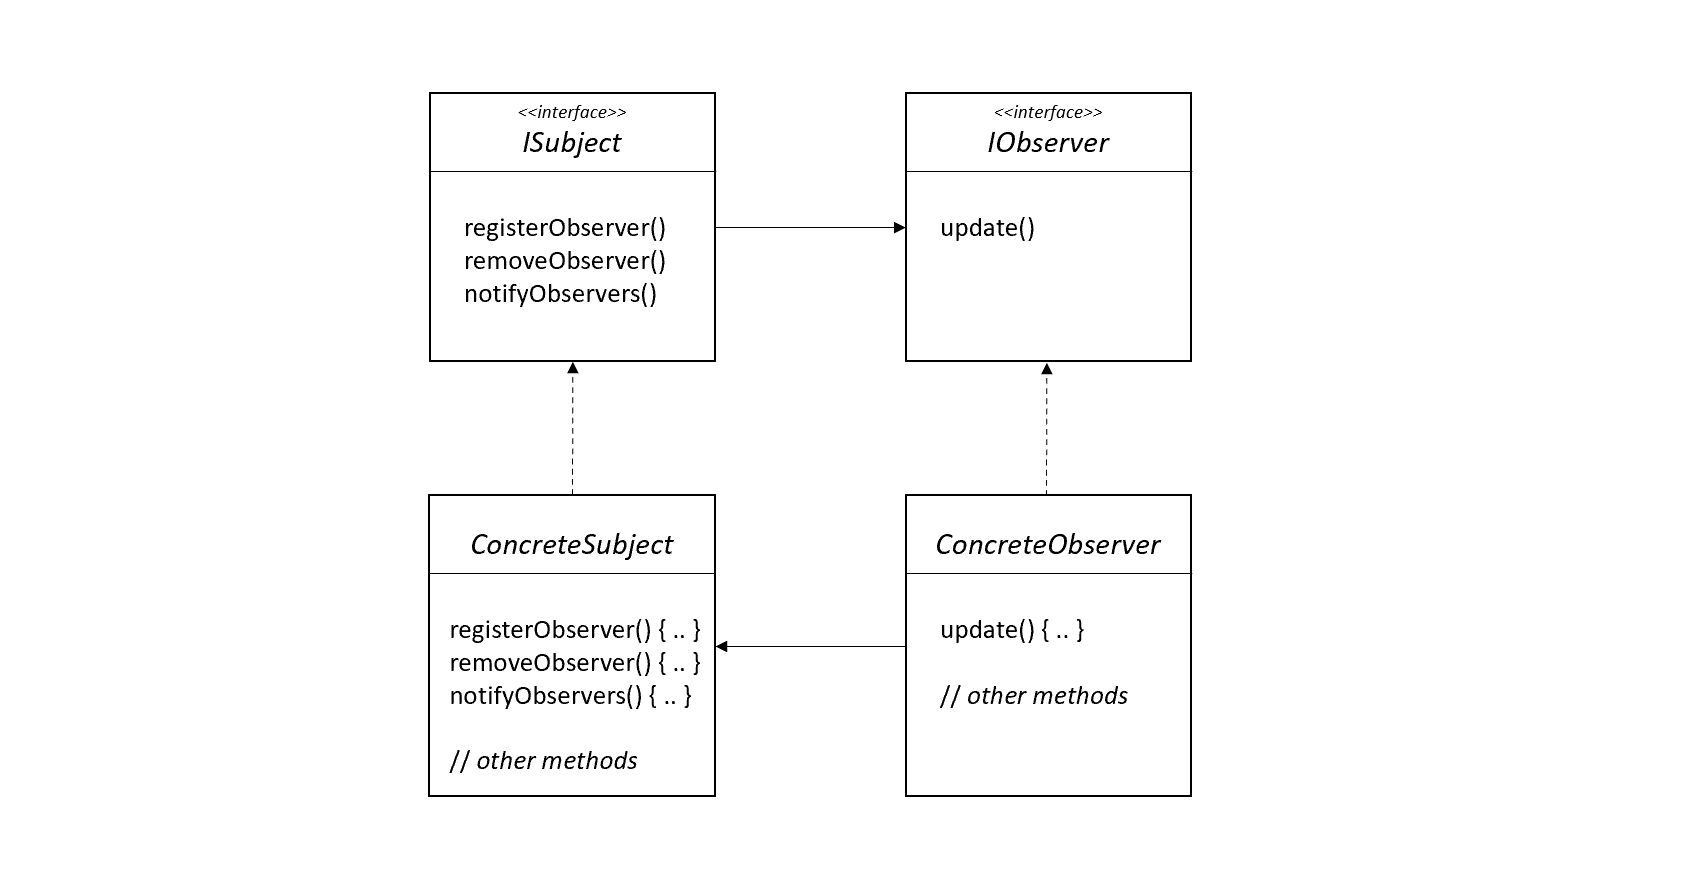 <<interface>>
ISubject
registerObserver()
removeObserver()
notifyObservers()
<<interface>>
IObserver
update()
ConcreteSubject
registerObserver() { .. }
removeObserver() { .. }
notifyObservers() { .. }
// other methods
ConcreteObserver
update() { .. }
// other methods